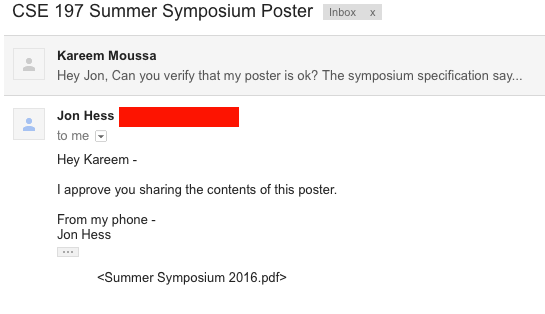 CSE 197 Summer Symposium Poster Inbox x
Kareem Moussa
Hey Jon, Can you verify that my poster is ok? The symposium specification say...
Jon Hess
to me
Hey Kareem -
I approve you sharing the contents of this poster.
From my phone -
Jon Hess
...
<Summer Symposium 2016.pdf>